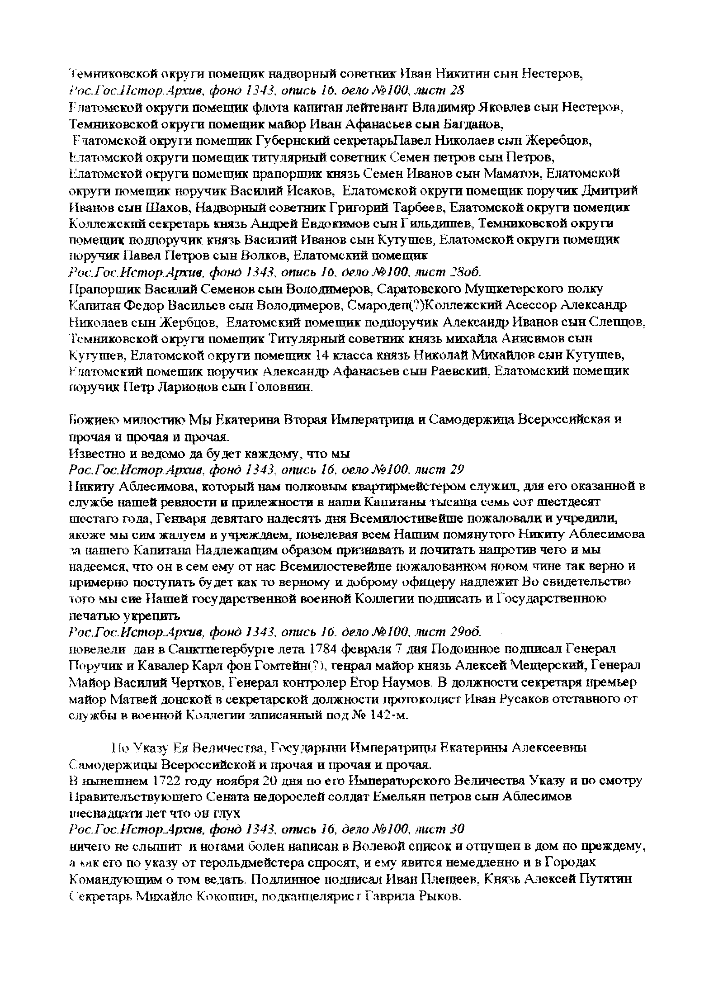 Темниковской округи помещик надворный советник Иван Никитин сын Нестеров,
Рос.Гос.Истор.Архив, фонд 1343, опись 16, дело №100, лист 28
Елатомской округи помещик флота капитан лейтенант Владимир Яковлев сын Нестеров,
Темниковской округи помещик майор Иван Афанасьев сын Багданов,
Елатомской округи помещик Губернский секретарьПавел Николаев сын Жеребцов,
Елатомской округи помещик титулярный советник Семен петров сын Петров,
Елатомской округи помещик прапорщик князь Семен Иванов сын Маматов, Елатомской
округи помещик поручик Василий Исаков, Елатомской округи помещик поручик Дмитрий
Иванов сын Шахов, Надворный советник Григорий Тарбеев, Елатомской округи помещик
Коллежский секретарь князь Андрей Евдокимов сын Гильдишев, Темниковской округи
помещик подпоручик князь Василий Иванов сын Кугушев, Елатомской округи помещик
поручик Павел Петров сын Волков, Елатомский помещик
Рос.Гос.Истор.Архив, фонд 1343, опись 16, дело №100, лист 28об.
Прапорщик Василий Семенов сын Володимеров, Саратовского Мушкетерского полку
Капитан Федор Васильев сын Володимеров, Смароден(?)Коллежский Асессор Александр
Николаев сын Жербцов, Елатомский помещик подпоручик Александр Иванов сын Слепцов,
Темниковской округи помещик Титулярный советник князь михайла Анисимов сын
Кугушев, Елатомской округи помещик 14 класса князь Николай Михайлов сын Кугушев,
Елатомский помещик поручик Александр Афанасьев сын Раевский, Елатомский помещик
поручик Петр Ларионов сын Головнин.
Божиею милостию Мы Екатерина Вторая Императрица и Самодержица Всероссийская и
прочая и прочая и прочая.
Известно и ведомо да будет каждому, что мы
Рос.Гос.Истор.Архив, фонд 1343, опись 16, дело №100, лист 29
Никиту Аблесимова, который нам полковым квартирмейстером служил, для его оказанной в
службе нашей ревности и прилежности в наши Капитаны тысяща семь сот шестдесят
шестаго года, Генваря девятаго надесять дня Всемилостивейше пожаловали и учредили,
якоже мы сим жалуем и учреждаем, повелевая всем Нашим помянутого Никиту Аблесимова
за нашего Капитана Надлежащим образом признавать и почитать напротив чего и мы
надеемся, что он в сем ему от нас Всемилостевейше пожалованном новом чине так верно и
примерно поступать будет как то верному и доброму офицеру надлежит Во свидетельство
того мы сие Нашей государственной военной Коллегии подписать и Государственною
печатью укрепить
Рос.Гос.Истор.Архив, фонд 1343, опись 16, дело №100, лист 29об.
повелели дан в Санктпетербурге лета 1784 февраля 7 дня Подоинное подписал Генерал
Поручик и Кавалер Карл фон Гомтейн(?), генрал майор князь Алексей Мещерский, Генерал
Майор Василий Чертков, Генерал контролер Егор Наумов. В должности секретаря премьер
майор Матвей донской в секретарской должности протоколист Иван Русаков отставного от
службы в военной Коллегии записанный под № 142-м.
По Указу Ея Величества, Государыни Императрицы Екатерины Алексеевны
Самодержицы Всероссийской и прочая и прочая и прочая.
В нынешнем 1722 году ноября 20 дня по его Императорского Величества Указу и по смотру
Правительствующего Сената недорослей солдат Емельян петров сын Аблесимов
шеснадцати лет что он глух
Рос.Гос.Истор.Архив, фонд 1343, опись 16, дело №100, лист 30
ничего не слышит и ногами болен написан в Волевой список и отпушен в дом по преждему,
а как его по указу от герольдмейстера спросят, и ему явится немедленно и в Городах
Командующим о том ведать. Подлинное подписал Иван Плещеев, Князь Алексей Путятин
Секретарь Михайло Кокошин, подканцелярист Гаврила Рыков.